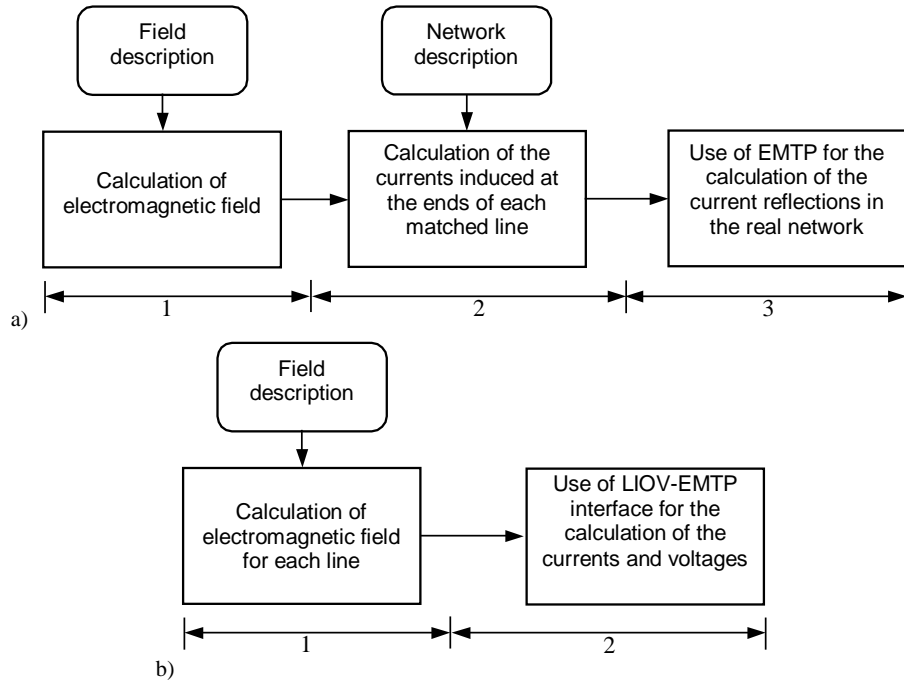 Field
description
Network
description
Calculation of
electromagnetic field
Calculation of the
currents induced at
the ends of each
matched line
Use of EMTP for the
calculation of the
current reflections in
the real network
1
2
3
a)
Field
description
Calculation of
electromagnetic field
for each line
Use of LIOV-EMTP
interface for the
calculation of the
currents and voltages
1
2
b)